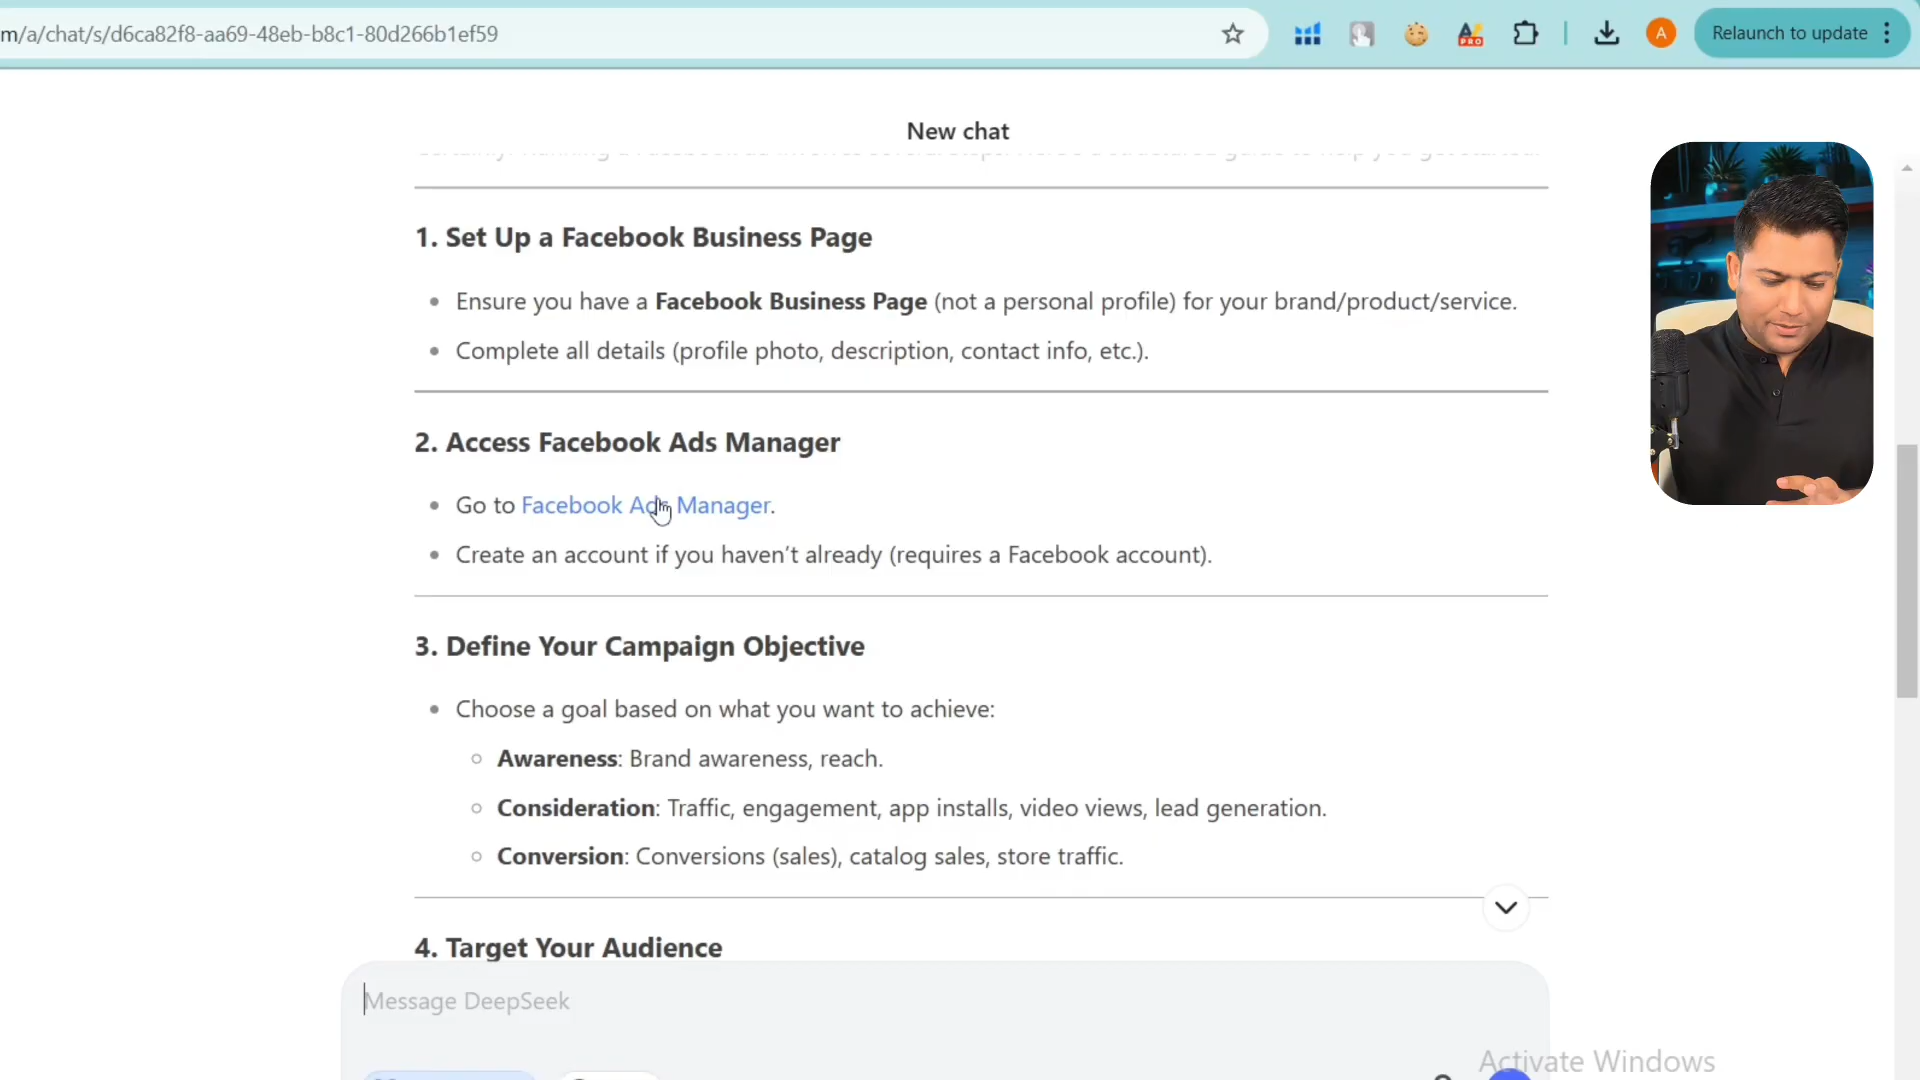 m/a/chat/s/d6ca82f8-aa69-48eb-b8c1-80d266b1ef59
PRO
A
Relaunch to update
New chat
1. Set Up a Facebook Business Page
Ensure you have a Facebook Business Page (not a personal profile) for your brand/product/service.
Complete all details (profile photo, description, contact info, etc.).
2. Access Facebook Ads Manager
Go to Facebook Ads Manager.
Create an account if you haven’t already (requires a Facebook account).
3. Define Your Campaign Objective
Choose a goal based on what you want to achieve:
Awareness: Brand awareness, reach.
Consideration: Traffic, engagement, app installs, video views, lead generation.
Conversion: Conversions (sales), catalog sales, store traffic.
4. Target Your Audience
Message DeepSeek
Activate Windows